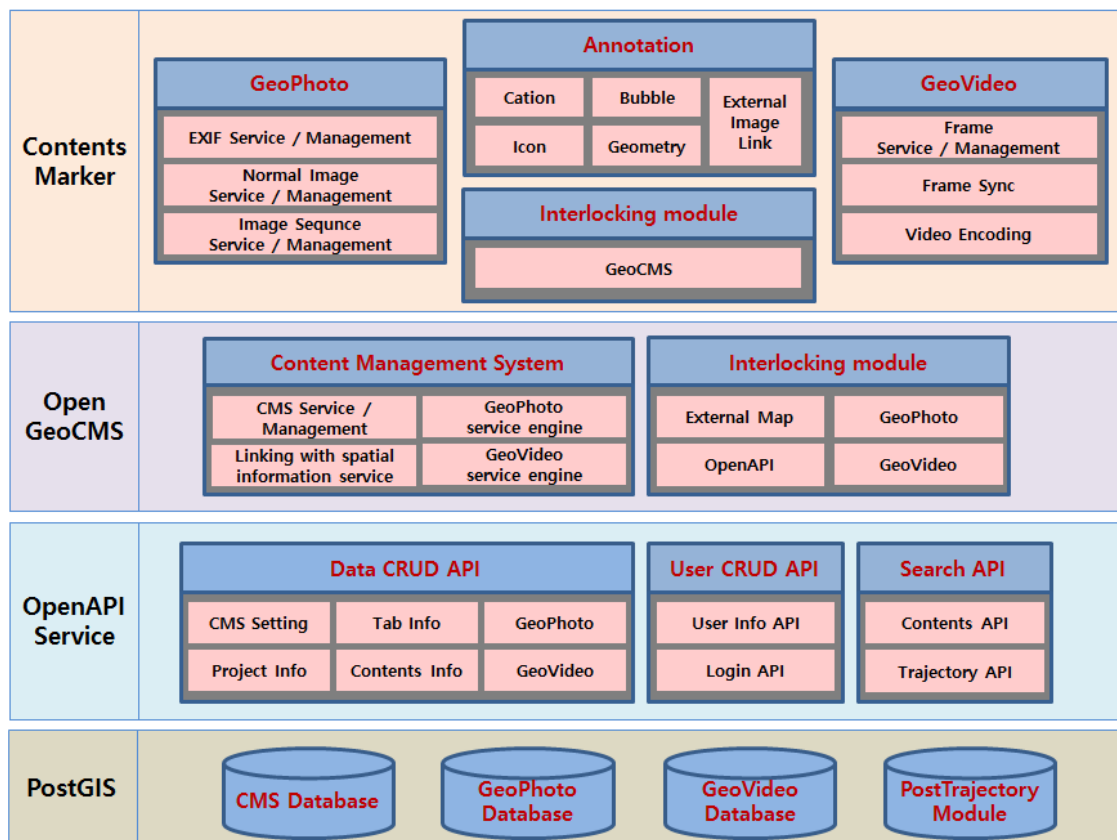 Contents
Marker
GeoPhoto
EXIF Service / Management
Normal Image
Service / Management
Image Sequnce
Service / Management
Annotation
Cation
Bubble
External
Image
Link
Icon
Geometry
Interlocking module
GeoCMS
GeoVideo
Frame
Service / Management
Frame Sync
Video Encoding
Open
GeoCMS
Content Management System
CMS Service /
Management
GeoPhoto
service engine
Linking with spatial
information service
GeoVideo
service engine
Interlocking module
External Map
GeoPhoto
OpenAPI
GeoVideo
OpenAPI
Service
Data CRUD API
CMS Setting
Tab Info
GeoPhoto
Project Info
Contents Info
GeoVideo
User CRUD API
User Info API
Login API
Search API
Contents API
Trajectory API
PostGIS
CMS Database
GeoPhoto
Database
GeoVideo
Database
PostTrajectory
Module